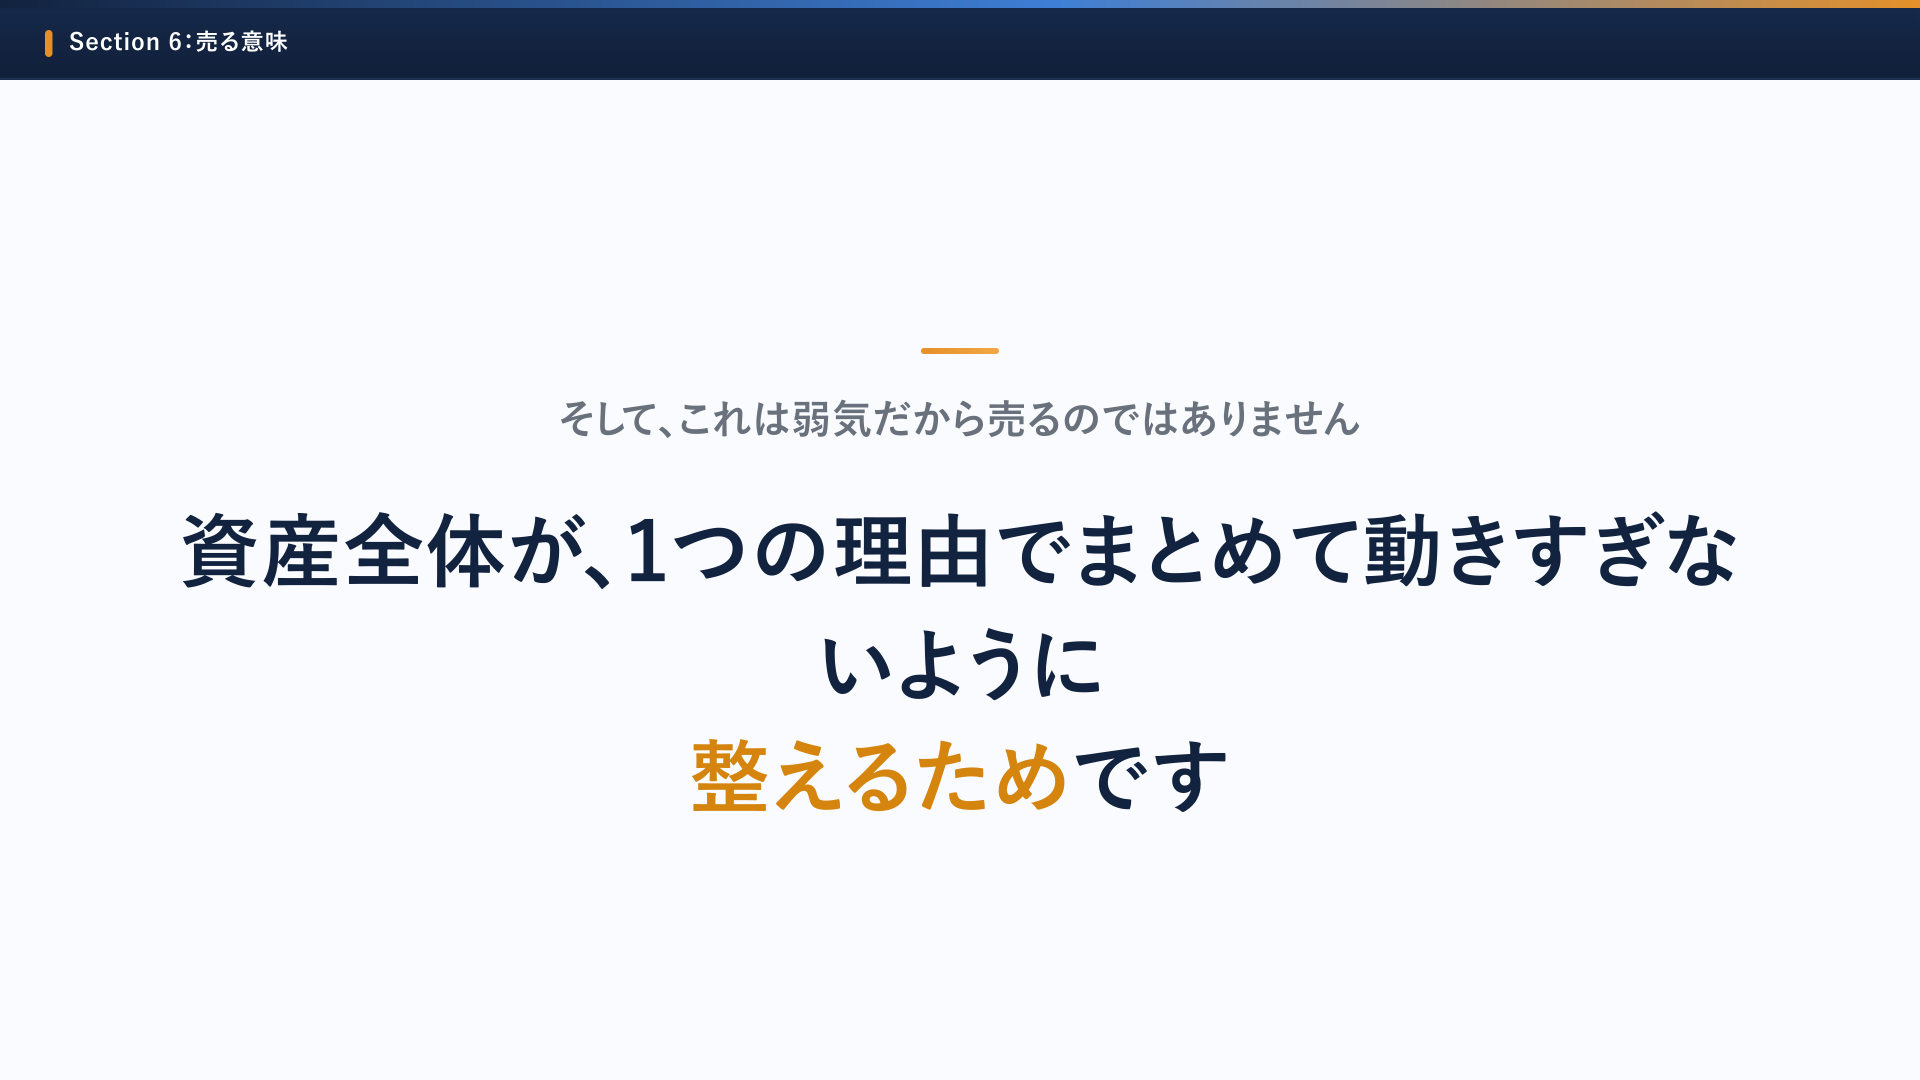 Section 6：売る意味
そして、これは弱気だから売るのではありません
資産全体が、1つの理由でまとめて動きすぎな
いように
整えるためです